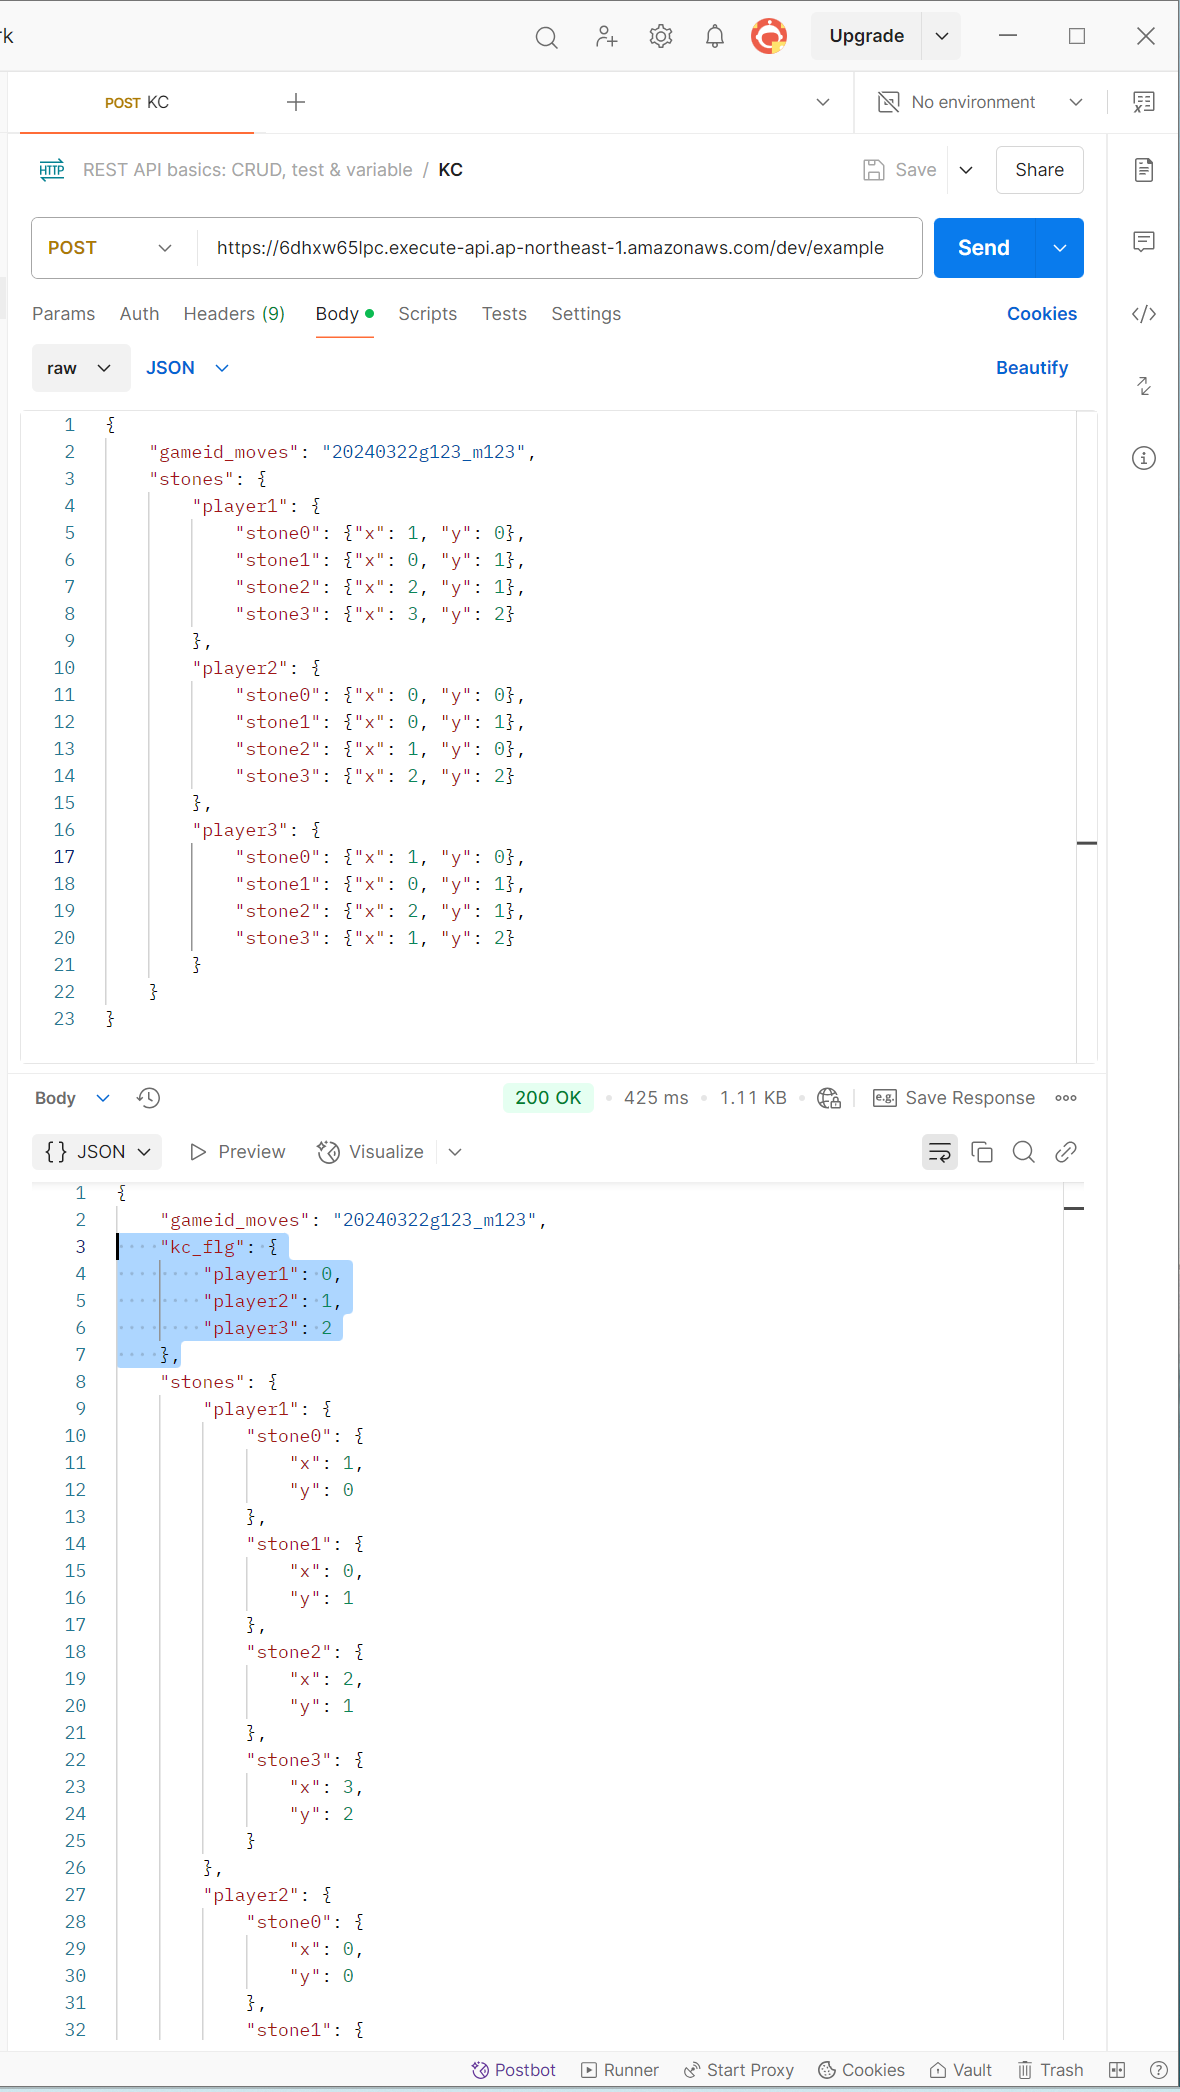 rk
Upgrade
POST KC
No environment
HTTP REST API basics: CRUD, test & variable / KC
Save
Share
POST
https://6dhxw65lpc.execute-api.ap-northeast-1.amazonaws.com/dev/example
Send
Params Auth Headers (9) Body Scripts Tests Settings
Cookies
raw JSON
Beautify
1 {
2 "gameid_moves": "20240322g123_m123",
3 "stones": {
4 "player1": {
5 "stone0": {"x": 1, "y": 0},
6 "stone1": {"x": 0, "y": 1},
7 "stone2": {"x": 2, "y": 1},
8 "stone3": {"x": 3, "y": 2}
9 },
10 "player2": {
11 "stone0": {"x": 0, "y": 0},
12 "stone1": {"x": 0, "y": 1},
13 "stone2": {"x": 1, "y": 0},
14 "stone3": {"x": 2, "y": 2}
15 },
16 "player3": {
17 "stone0": {"x": 1, "y": 0},
18 "stone1": {"x": 0, "y": 1},
19 "stone2": {"x": 2, "y": 1},
20 "stone3": {"x": 1, "y": 2}
21 }
22 }
23 }
Body
200 OK • 425 ms • 1.11 KB •
e.g. Save Response
{} JSON Preview Visualize
1 {
2 "gameid_moves": "20240322g123_m123",
3 "kc_flg": {
4 "player1": 0,
5 "player2": 1,
6 "player3": 2
7 },
8 "stones": {
9 "player1": {
10 "stone0": {
11 "x": 1,
12 "y": 0
13 },
14 "stone1": {
15 "x": 0,
16 "y": 1
17 },
18 "stone2": {
19 "x": 2,
20 "y": 1
21 },
22 "stone3": {
23 "x": 3,
24 "y": 2
25 }
26 },
27 "player2": {
28 "stone0": {
29 "x": 0,
30 "y": 0
31 },
32 "stone1": {
Postbot Runner Start Proxy Cookies Vault Trash